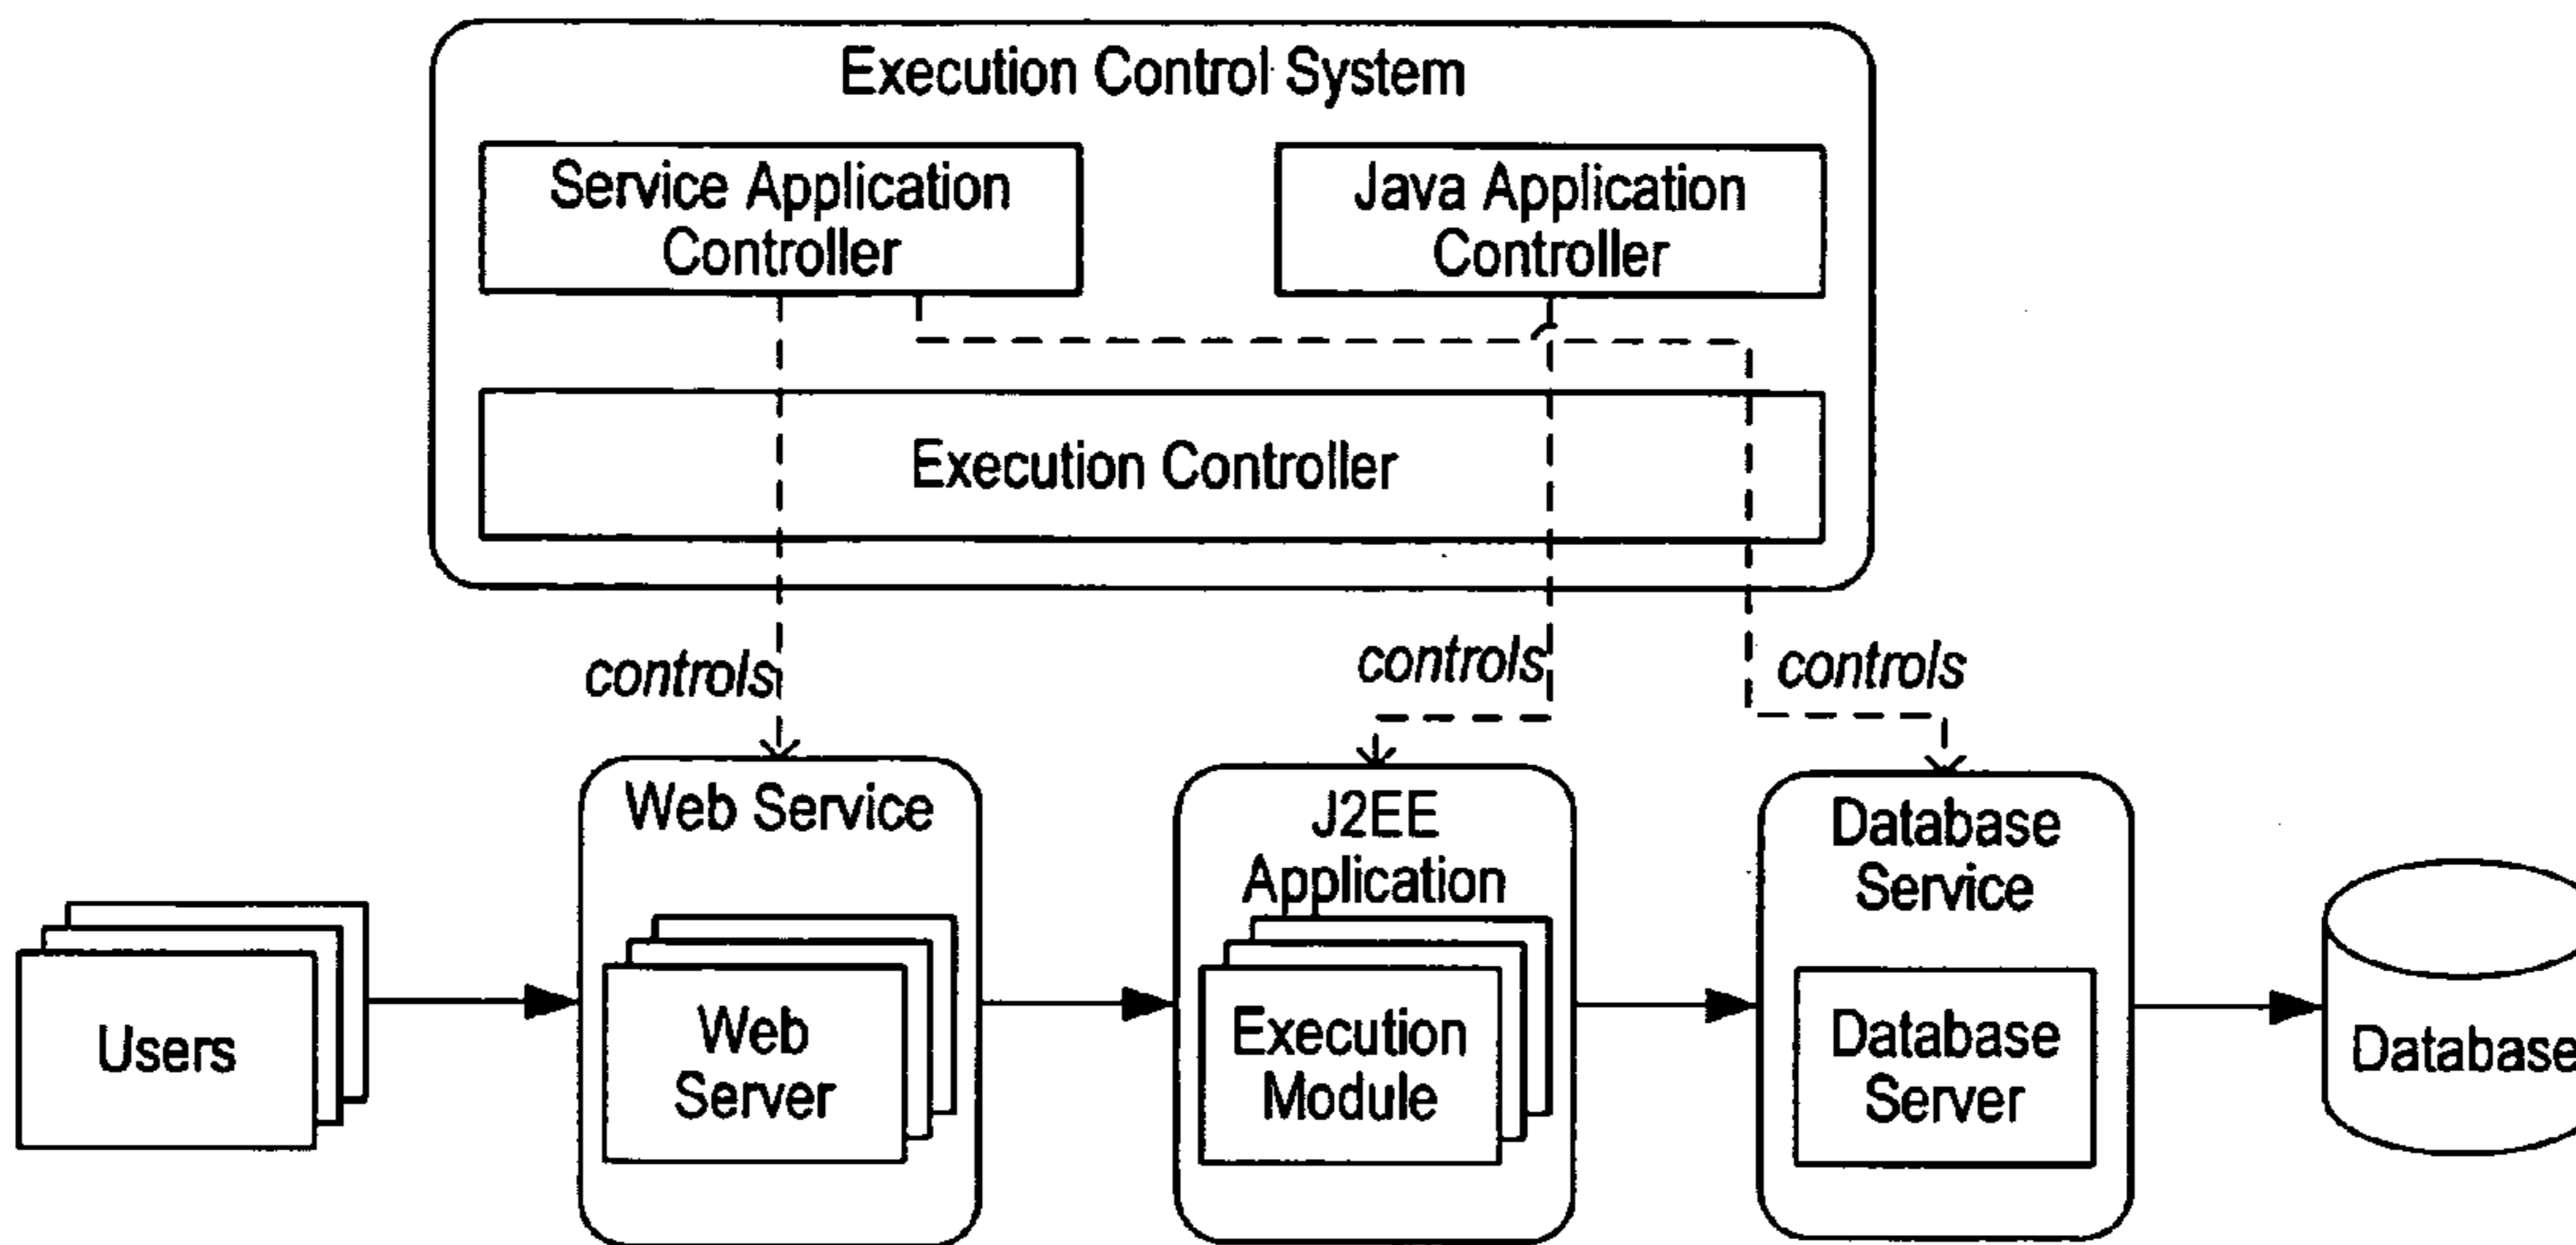 Execution Control System
Service Application
Controller
Java Application
Controller
Execution Controller
controls
controls
controls
Web Service
J2EE
Application
Database
Service
Users
Web
Server
Execution
Module
Database
Server
Database